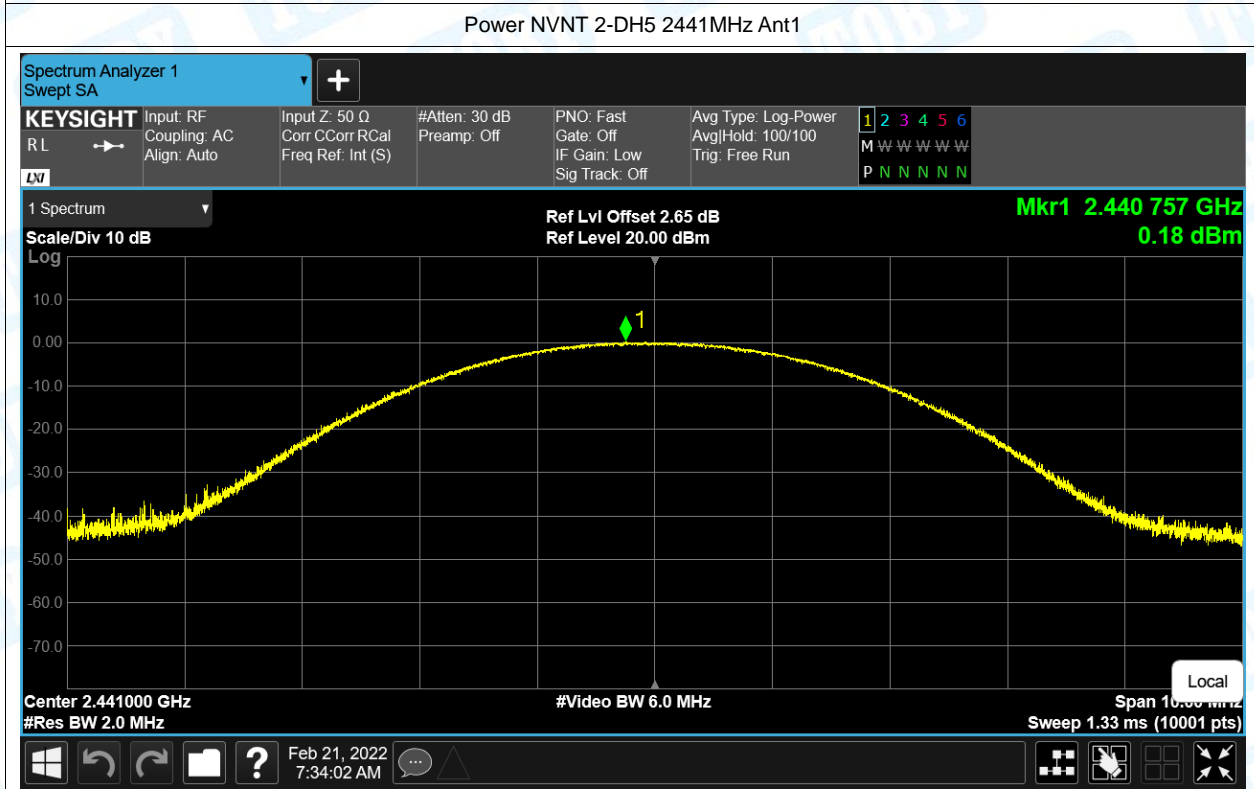 Power NVNT 2-DH5 2441MHz Ant1
Spectrum Analyzer 1
Swept SA
KEYSIGHT
R L
LXI
Input: RF
Coupling: AC
Align: Auto
Input Z: 50 Ω
Corr CCorr RCal
Freq Ref: Int (S)
#Atten: 30 dB
Preamp: Off
PNO: Fast
Gate: Off
IF Gain: Low
Sig Track: Off
Avg Type: Log-Power
Avg|Hold: 100/100
Trig: Free Run
1 2 3 4 5 6
M W W W W W W
P N N N N N N
1 Spectrum
Scale/Div 10 dB
Log
Ref Lvl Offset 2.65 dB
Ref Level 20.00 dBm
Mkr1 2.440 757 GHz
0.18 dBm
10.0
1
0.00
-10.0
-20.0
-30.0
-40.0
-50.0
-60.0
-70.0
Local
Center 2.441000 GHz
#Video BW 6.0 MHz
Span 10.00 MHz
#Res BW 2.0 MHz
Sweep 1.33 ms (10001 pts)
?
Feb 21, 2022
7:34:02 AM